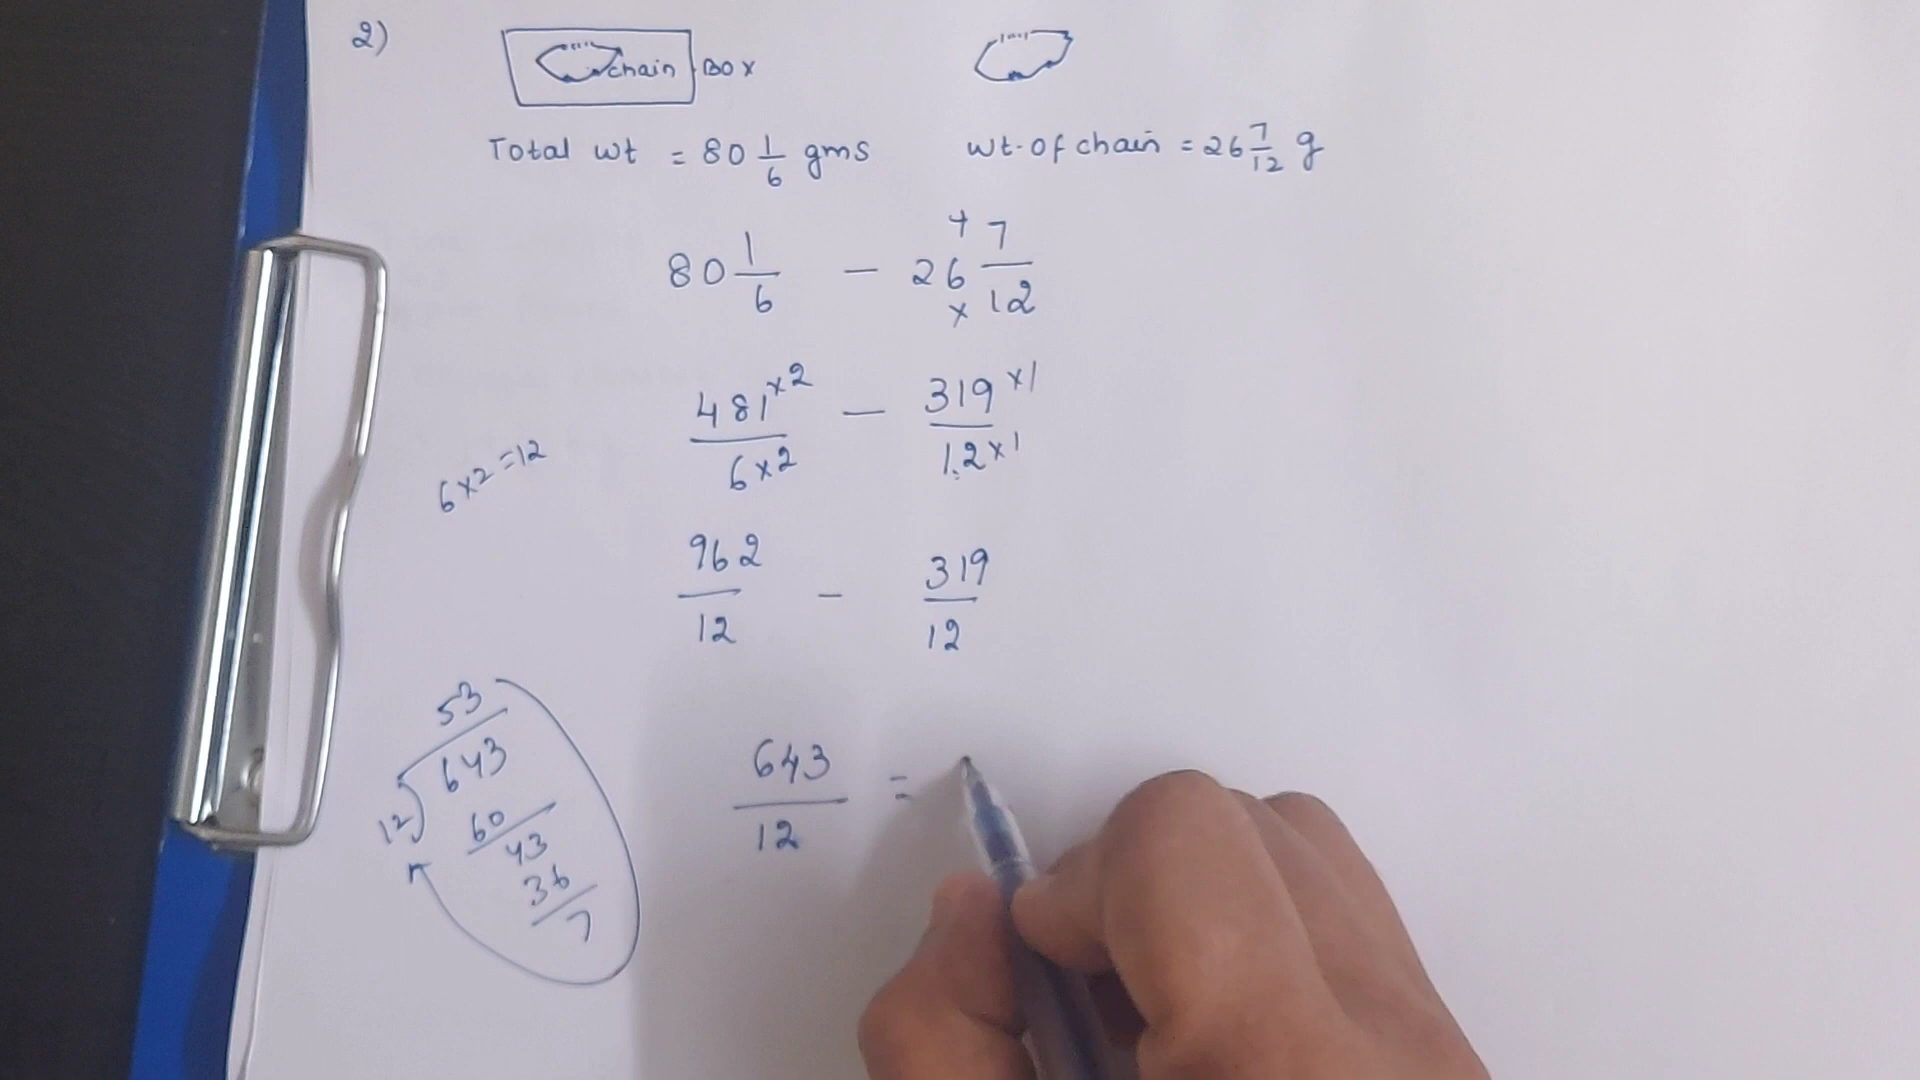 2)
chain Box
Total wt = 80 1/6 gms
wt. of chain = 26 7/12 g
80 1/6 − 26 7/12
+
×
481×2 / 6×2 − 319×1 / 12×1
6×2=12
962/12 − 319/12
53
12) 643
60
43
36
7
643/12 =